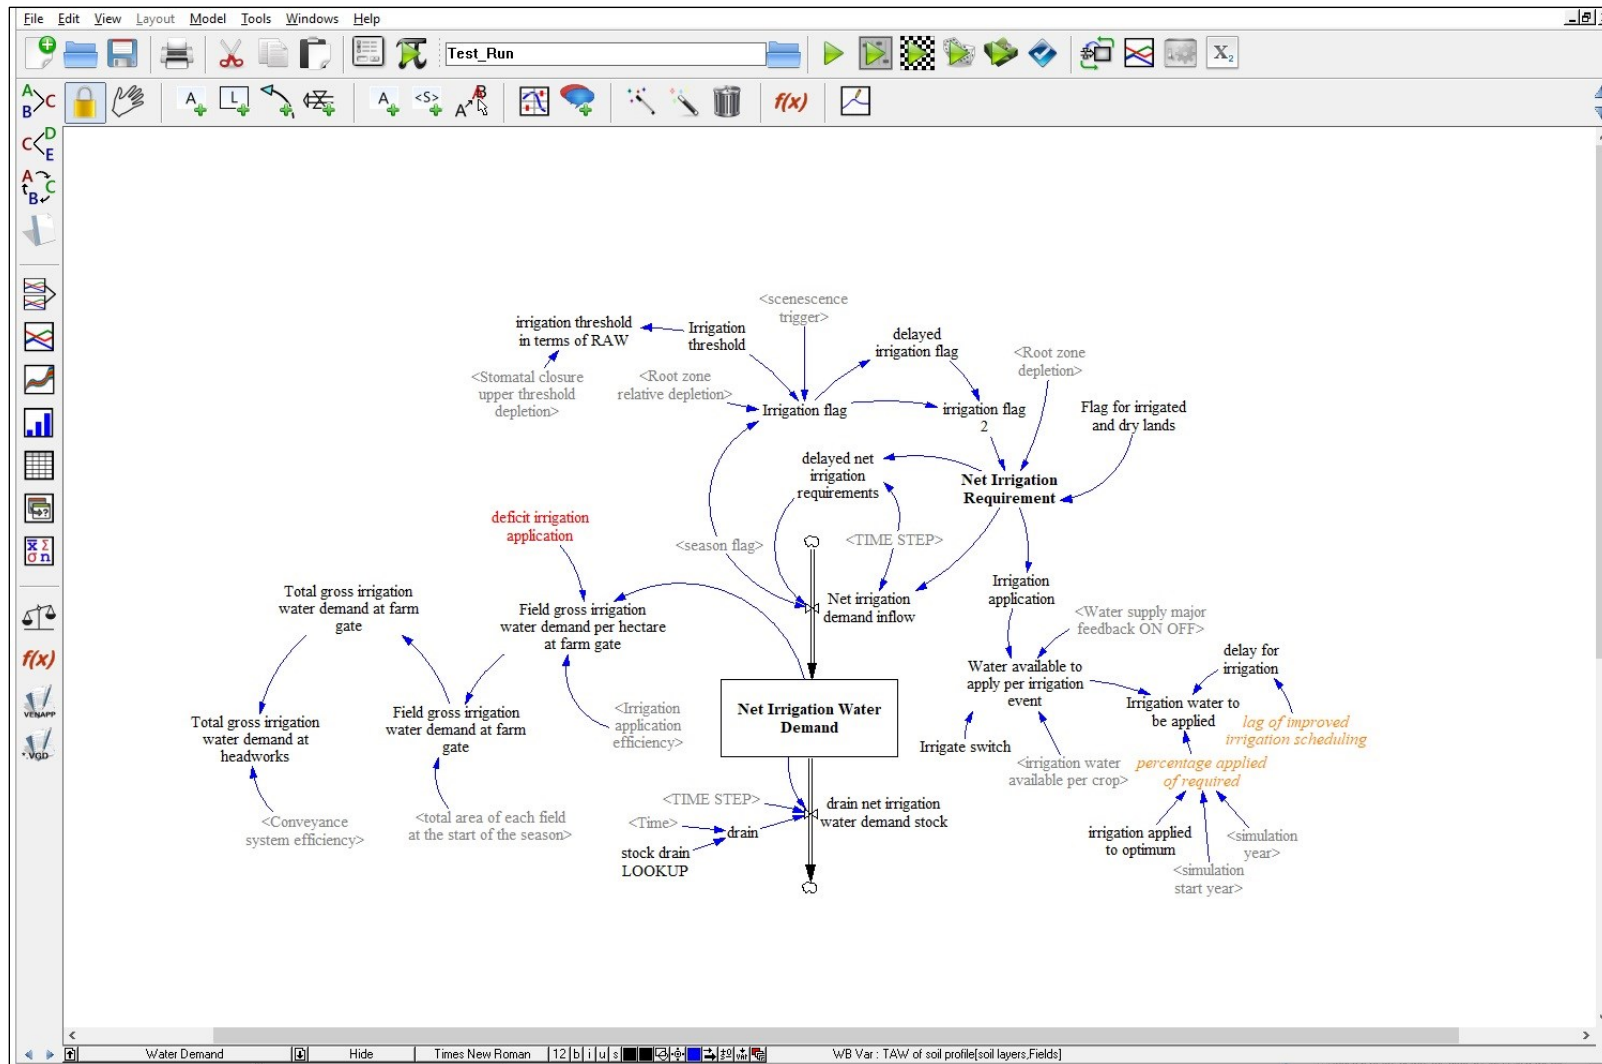 File Edit View Layout Model Tools Windows Help
Test_Run
X2
A B C
A L A <S> A B f(x)
C D E
A C B
<scenescence
trigger>
irrigation threshold
in terms of RAW
Irrigation
threshold
delayed
irrigation flag
<Root zone
depletion>
<Stomatal closure
upper threshold
depletion>
<Root zone
relative depletion>
Irrigation flag
irrigation flag
2
Flag for irrigated
and dry lands
delayed net
irrigation
requirements
Net Irrigation
Requirement
deficit irrigation
application
<season flag>
<TIME STEP>
Total gross irrigation
water demand at farm
gate
Field gross irrigation
water demand per hectare
at farm gate
Net irrigation
demand inflow
Irrigation
application
<Water supply major
feedback ON OFF>
Water available to
apply per irrigation
event
delay for
irrigation
Total gross irrigation
water demand at
headworks
Field gross irrigation
water demand at farm
gate
<Irrigation
application
efficiency>
Net Irrigation Water
Demand
Irrigate switch
Irrigation water to
be applied
lag of improved
irrigation scheduling
<irrigation water
available per crop>
percentage applied
of required
<Conveyance
system efficiency>
<total area of each field
at the start of the season>
<TIME STEP>
<Time>
drain
stock drain
LOOKUP
drain net irrigation
water demand stock
irrigation applied
to optimum
<simulation
start year>
<simulation
year>
f(x)
VENAPP
*.VGD
Water Demand Hide Times New Roman 12 b i u s WB Var : TAW of soil profile[soil layers,Fields]